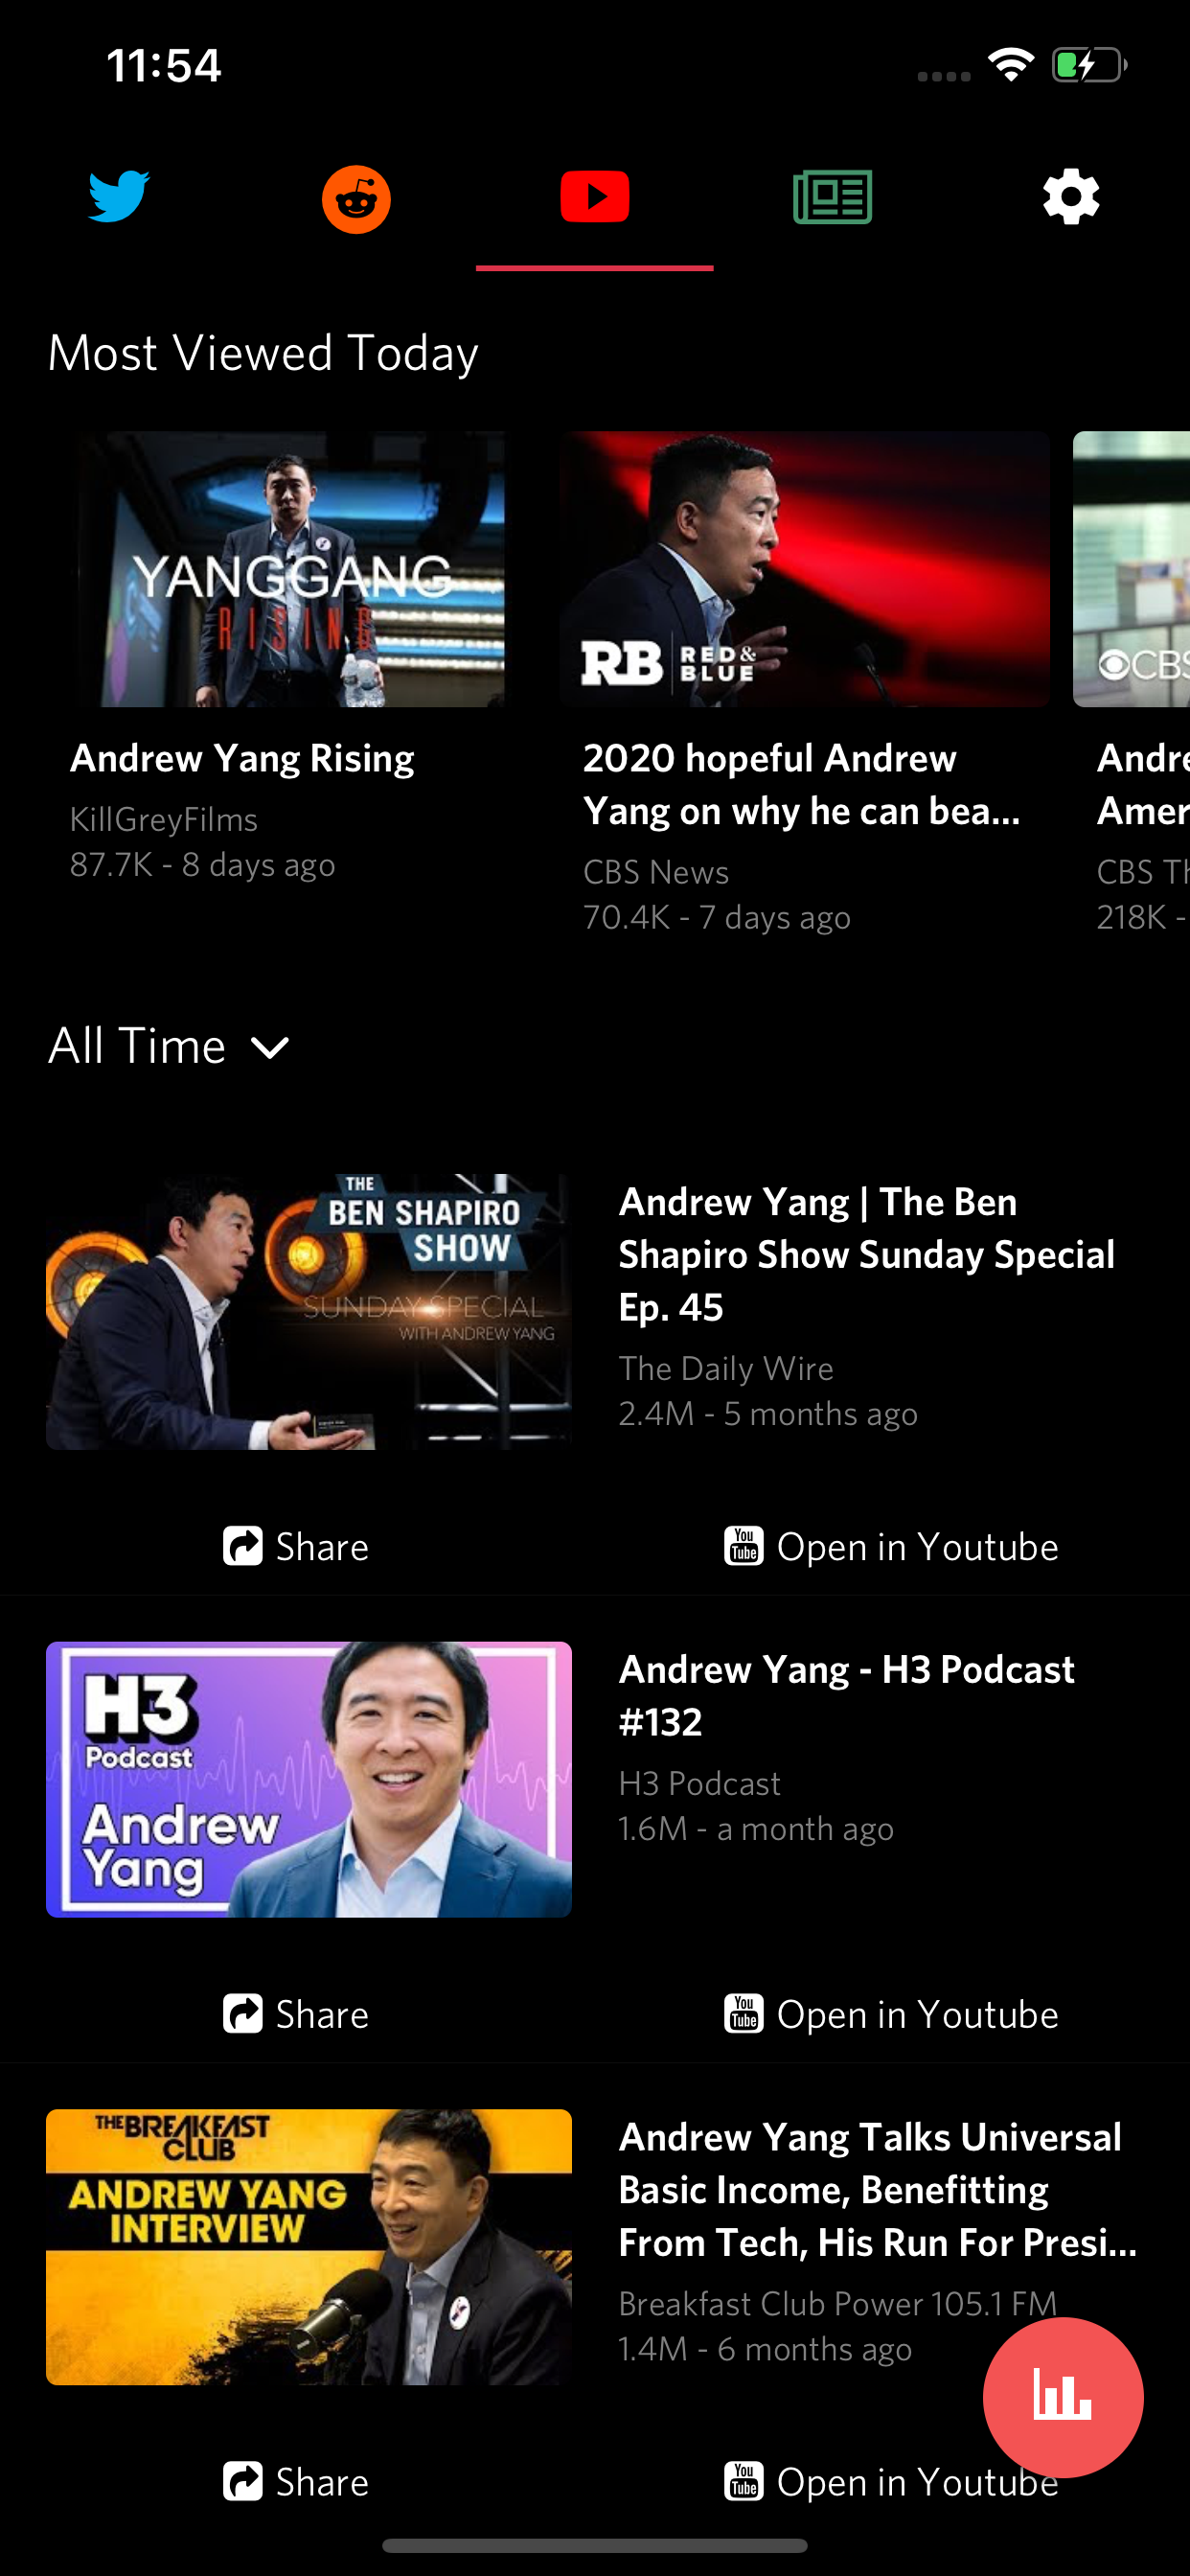 11:54
Most Viewed Today
YANGGANG
RISING
RB RED &
BLUE
CBS
Andrew Yang Rising
KillGreyFilms
87.7K - 8 days ago
2020 hopeful Andrew
Yang on why he can bea...
CBS News
70.4K - 7 days ago
Andre
Amer
CBS Th
218K -
All Time
THE
BEN SHAPIRO
SHOW
SUNDAY SPECIAL
WITH ANDREW YANG
Andrew Yang | The Ben
Shapiro Show Sunday Special
Ep. 45
The Daily Wire
2.4M - 5 months ago
Share
You
Tube
Open in Youtube
H3
Podcast
Andrew
Yang
Andrew Yang - H3 Podcast
#132
H3 Podcast
1.6M - a month ago
Share
You
Tube
Open in Youtube
THE BREAKFAST
CLUB
ANDREW YANG
INTERVIEW
Andrew Yang Talks Universal
Basic Income, Benefitting
From Tech, His Run For Presi...
Breakfast Club Power 105.1 FM
1.4M - 6 months ago
Share
You
Tube
Open in Youtube